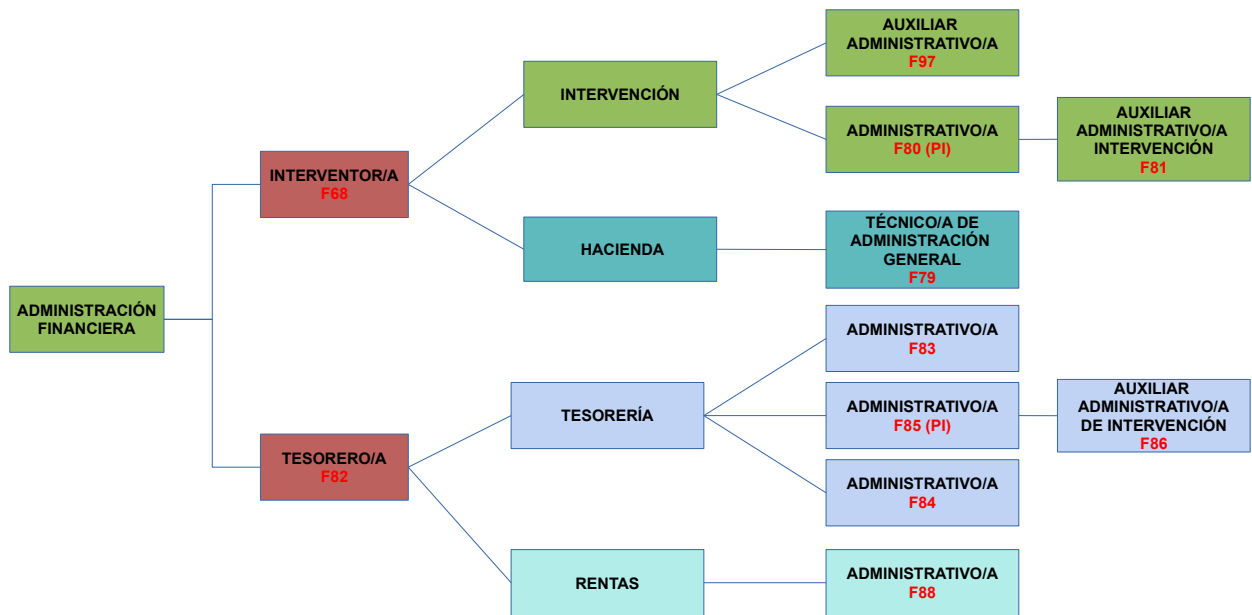 AUXILIAR
ADMINISTRATIVO/A
F97
INTERVENCIÓN
ADMINISTRATIVO/A
F80 (PI)
AUXILIAR
ADMINISTRATIVO/A
INTERVENCIÓN
F81
INTERVENTOR/A
F68
HACIENDA
TÉCNICO/A DE
ADMINISTRACIÓN
GENERAL
F79
ADMINISTRACIÓN
FINANCIERA
ADMINISTRATIVO/A
F83
TESORERÍA
ADMINISTRATIVO/A
F85 (PI)
AUXILIAR
ADMINISTRATIVO/A
DE INTERVENCIÓN
F86
TESORERO/A
F82
ADMINISTRATIVO/A
F84
RENTAS
ADMINISTRATIVO/A
F88